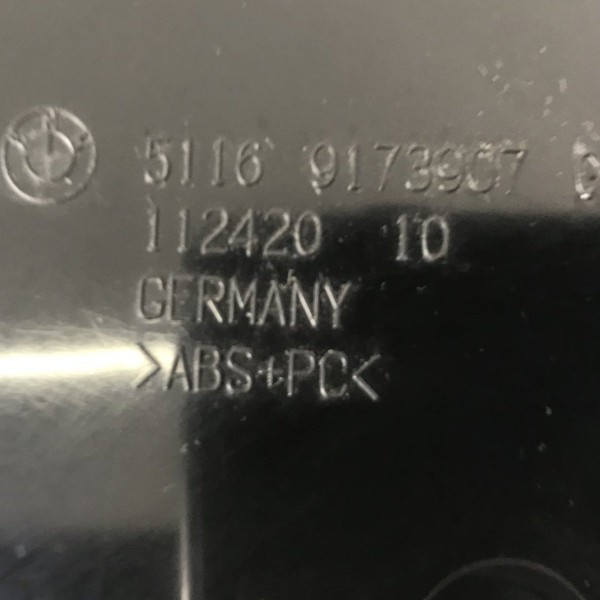 5116 9173907
112420 10
GERMANY
>ABS+PC<